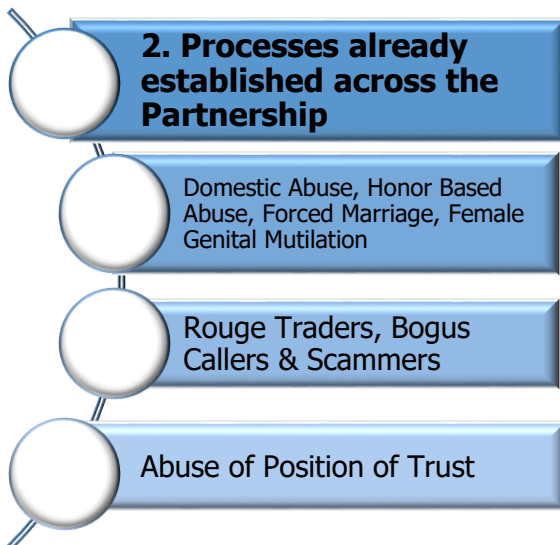 2. Processes already
established across the
Partnership
Domestic Abuse, Honor Based
Abuse, Forced Marriage, Female
Genital Mutilation
Rouge Traders, Bogus
Callers & Scammers
Abuse of Position of Trust